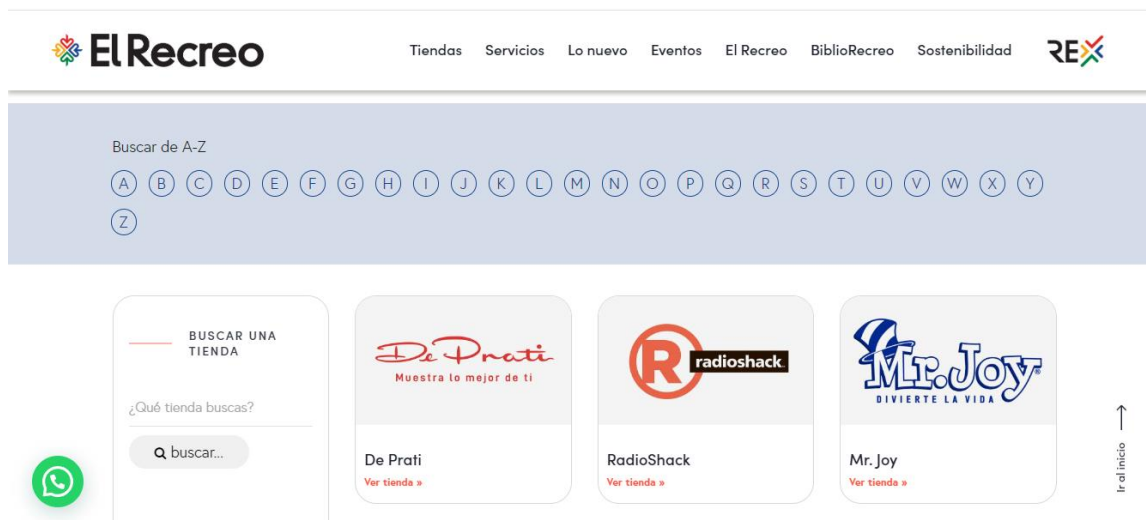 El Recreo
Tiendas Servicios Lo nuevo Eventos El Recreo BiblioRecreo Sostenibilidad
REX
Buscar de A-Z
A B C D E F G H I J K L M N O P Q R S T U V W X Y
Z
BUSCAR UNA
TIENDA
¿Qué tienda buscas?
buscar...
De Prati
Muestra lo mejor de ti
De Prati
Ver tienda »
R radioshack.
RadioShack
Ver tienda »
Mr. Joy®
DIVIERTE LA VIDA
Mr. Joy
Ver tienda »
Ir al inicio